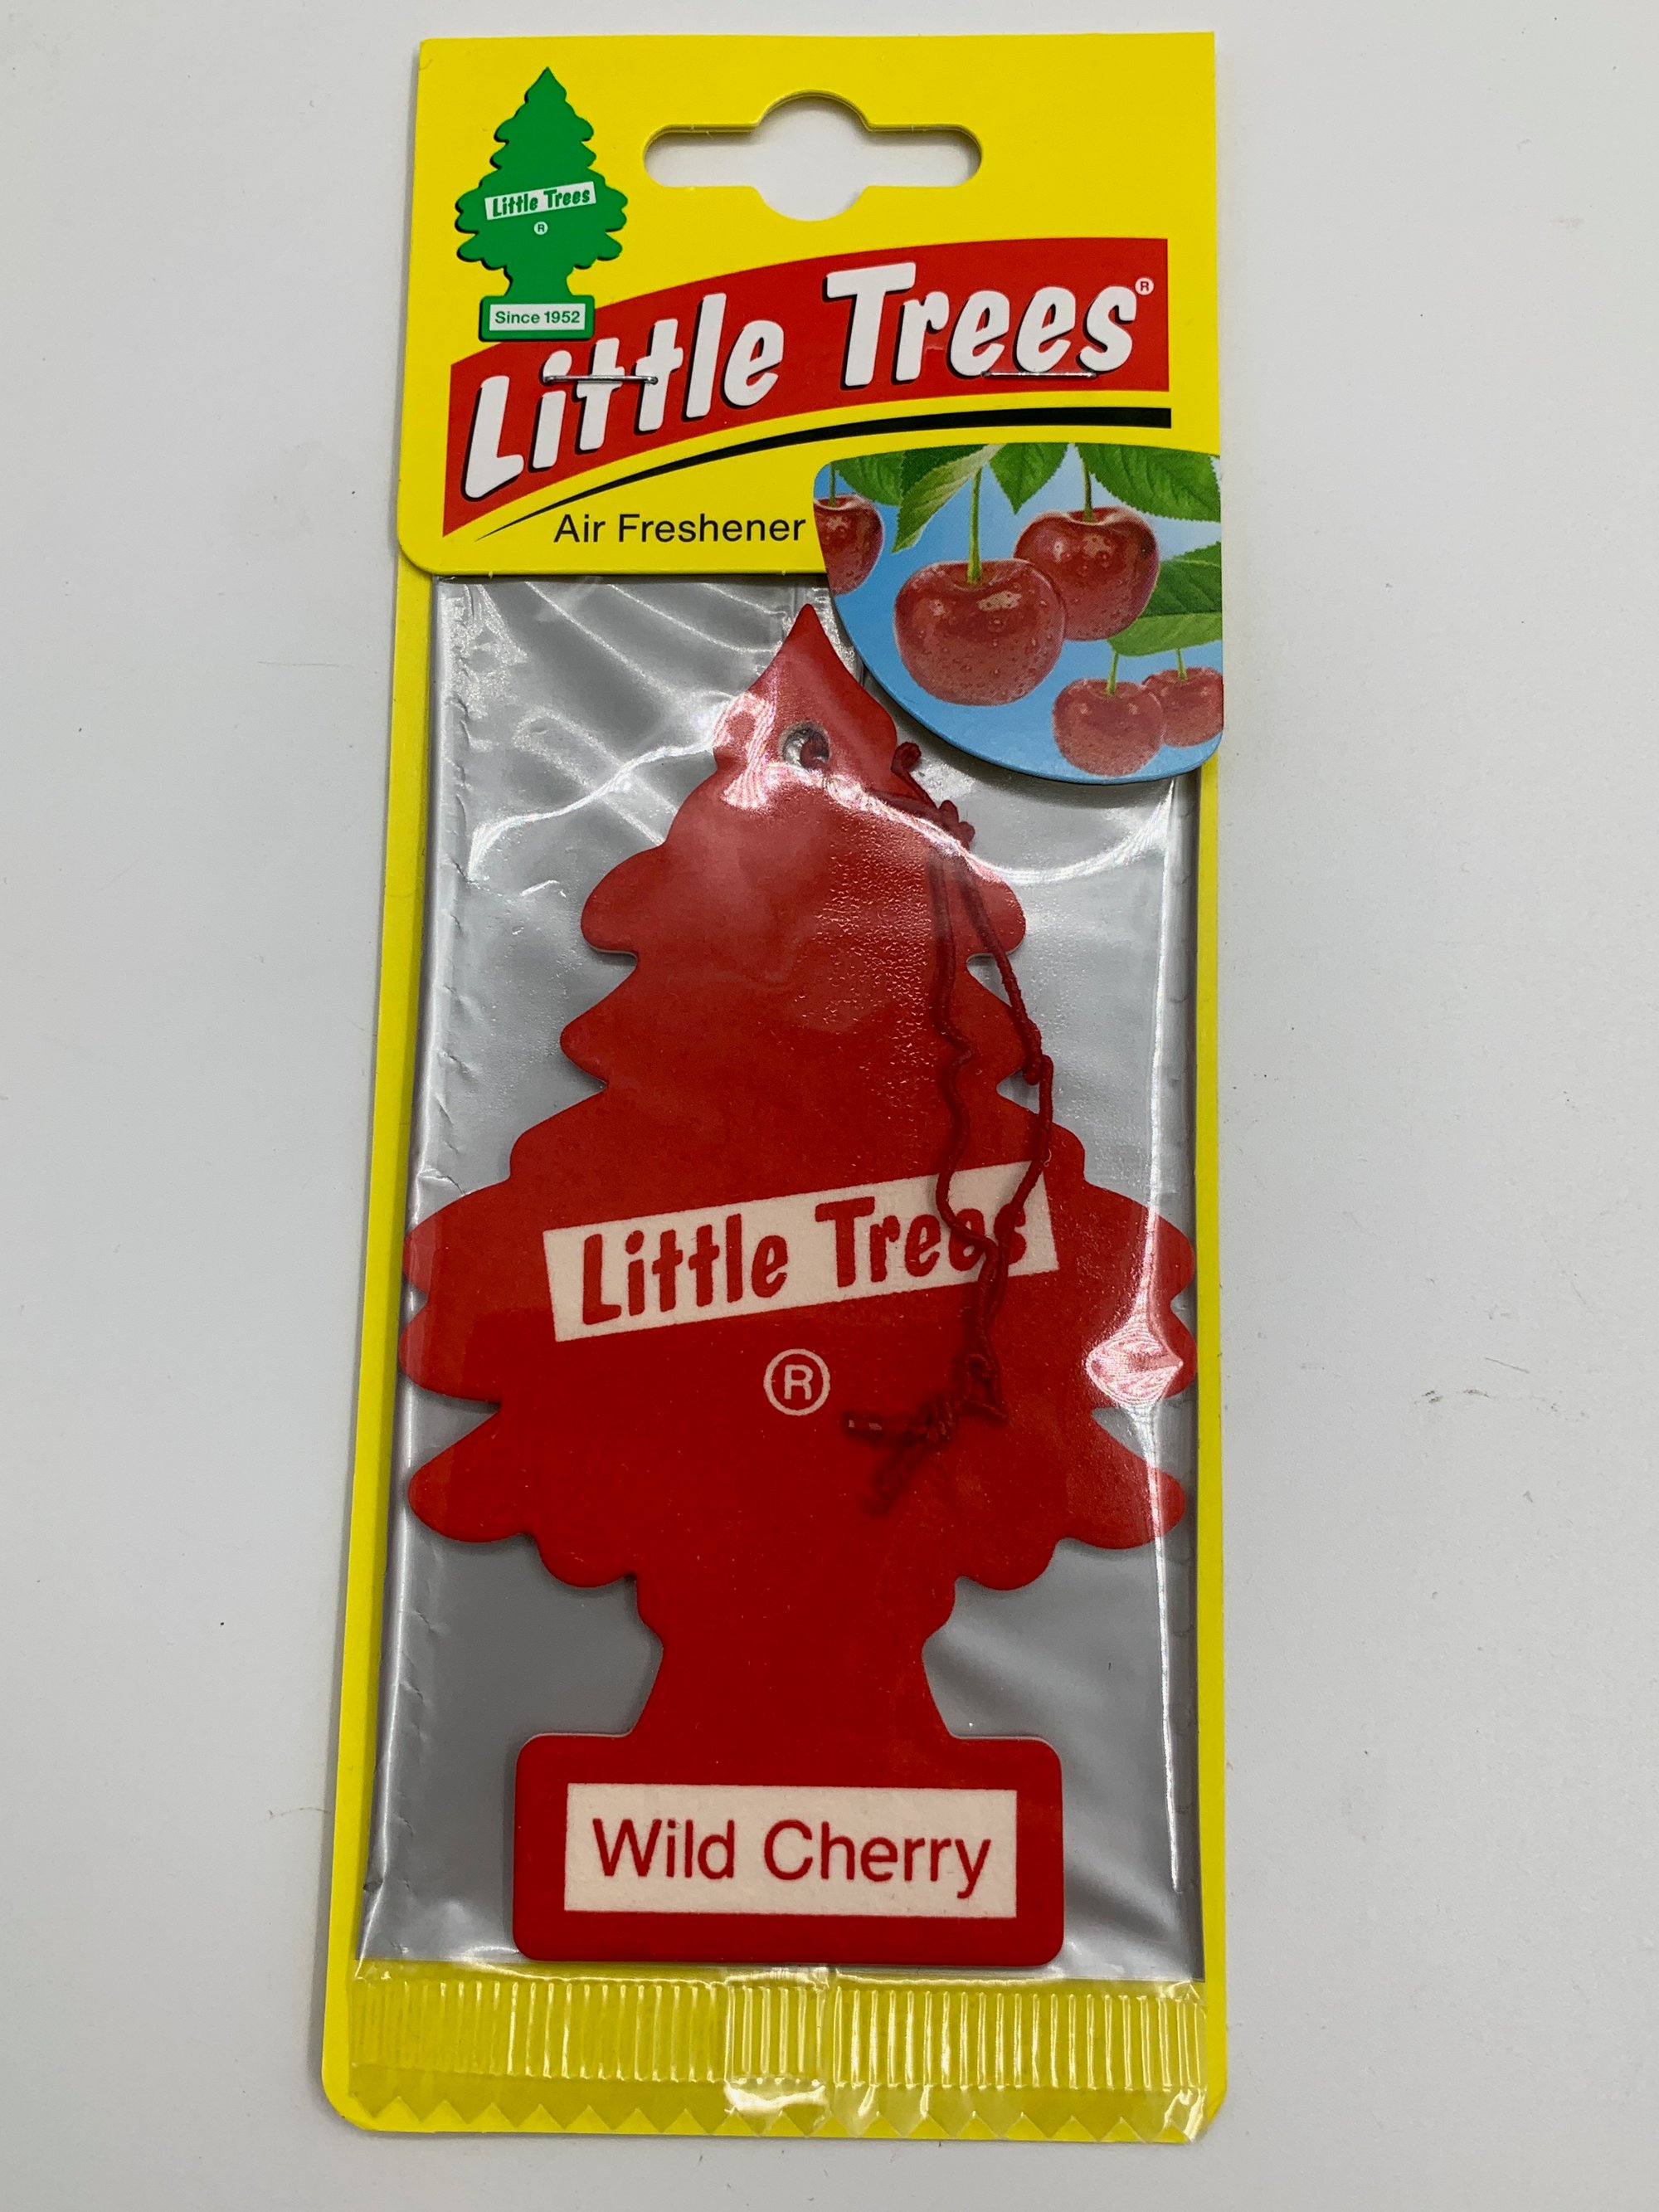 Little Trees
®
Since 1952
Little Trees®
Air Freshener
Little Trees
®
Wild Cherry